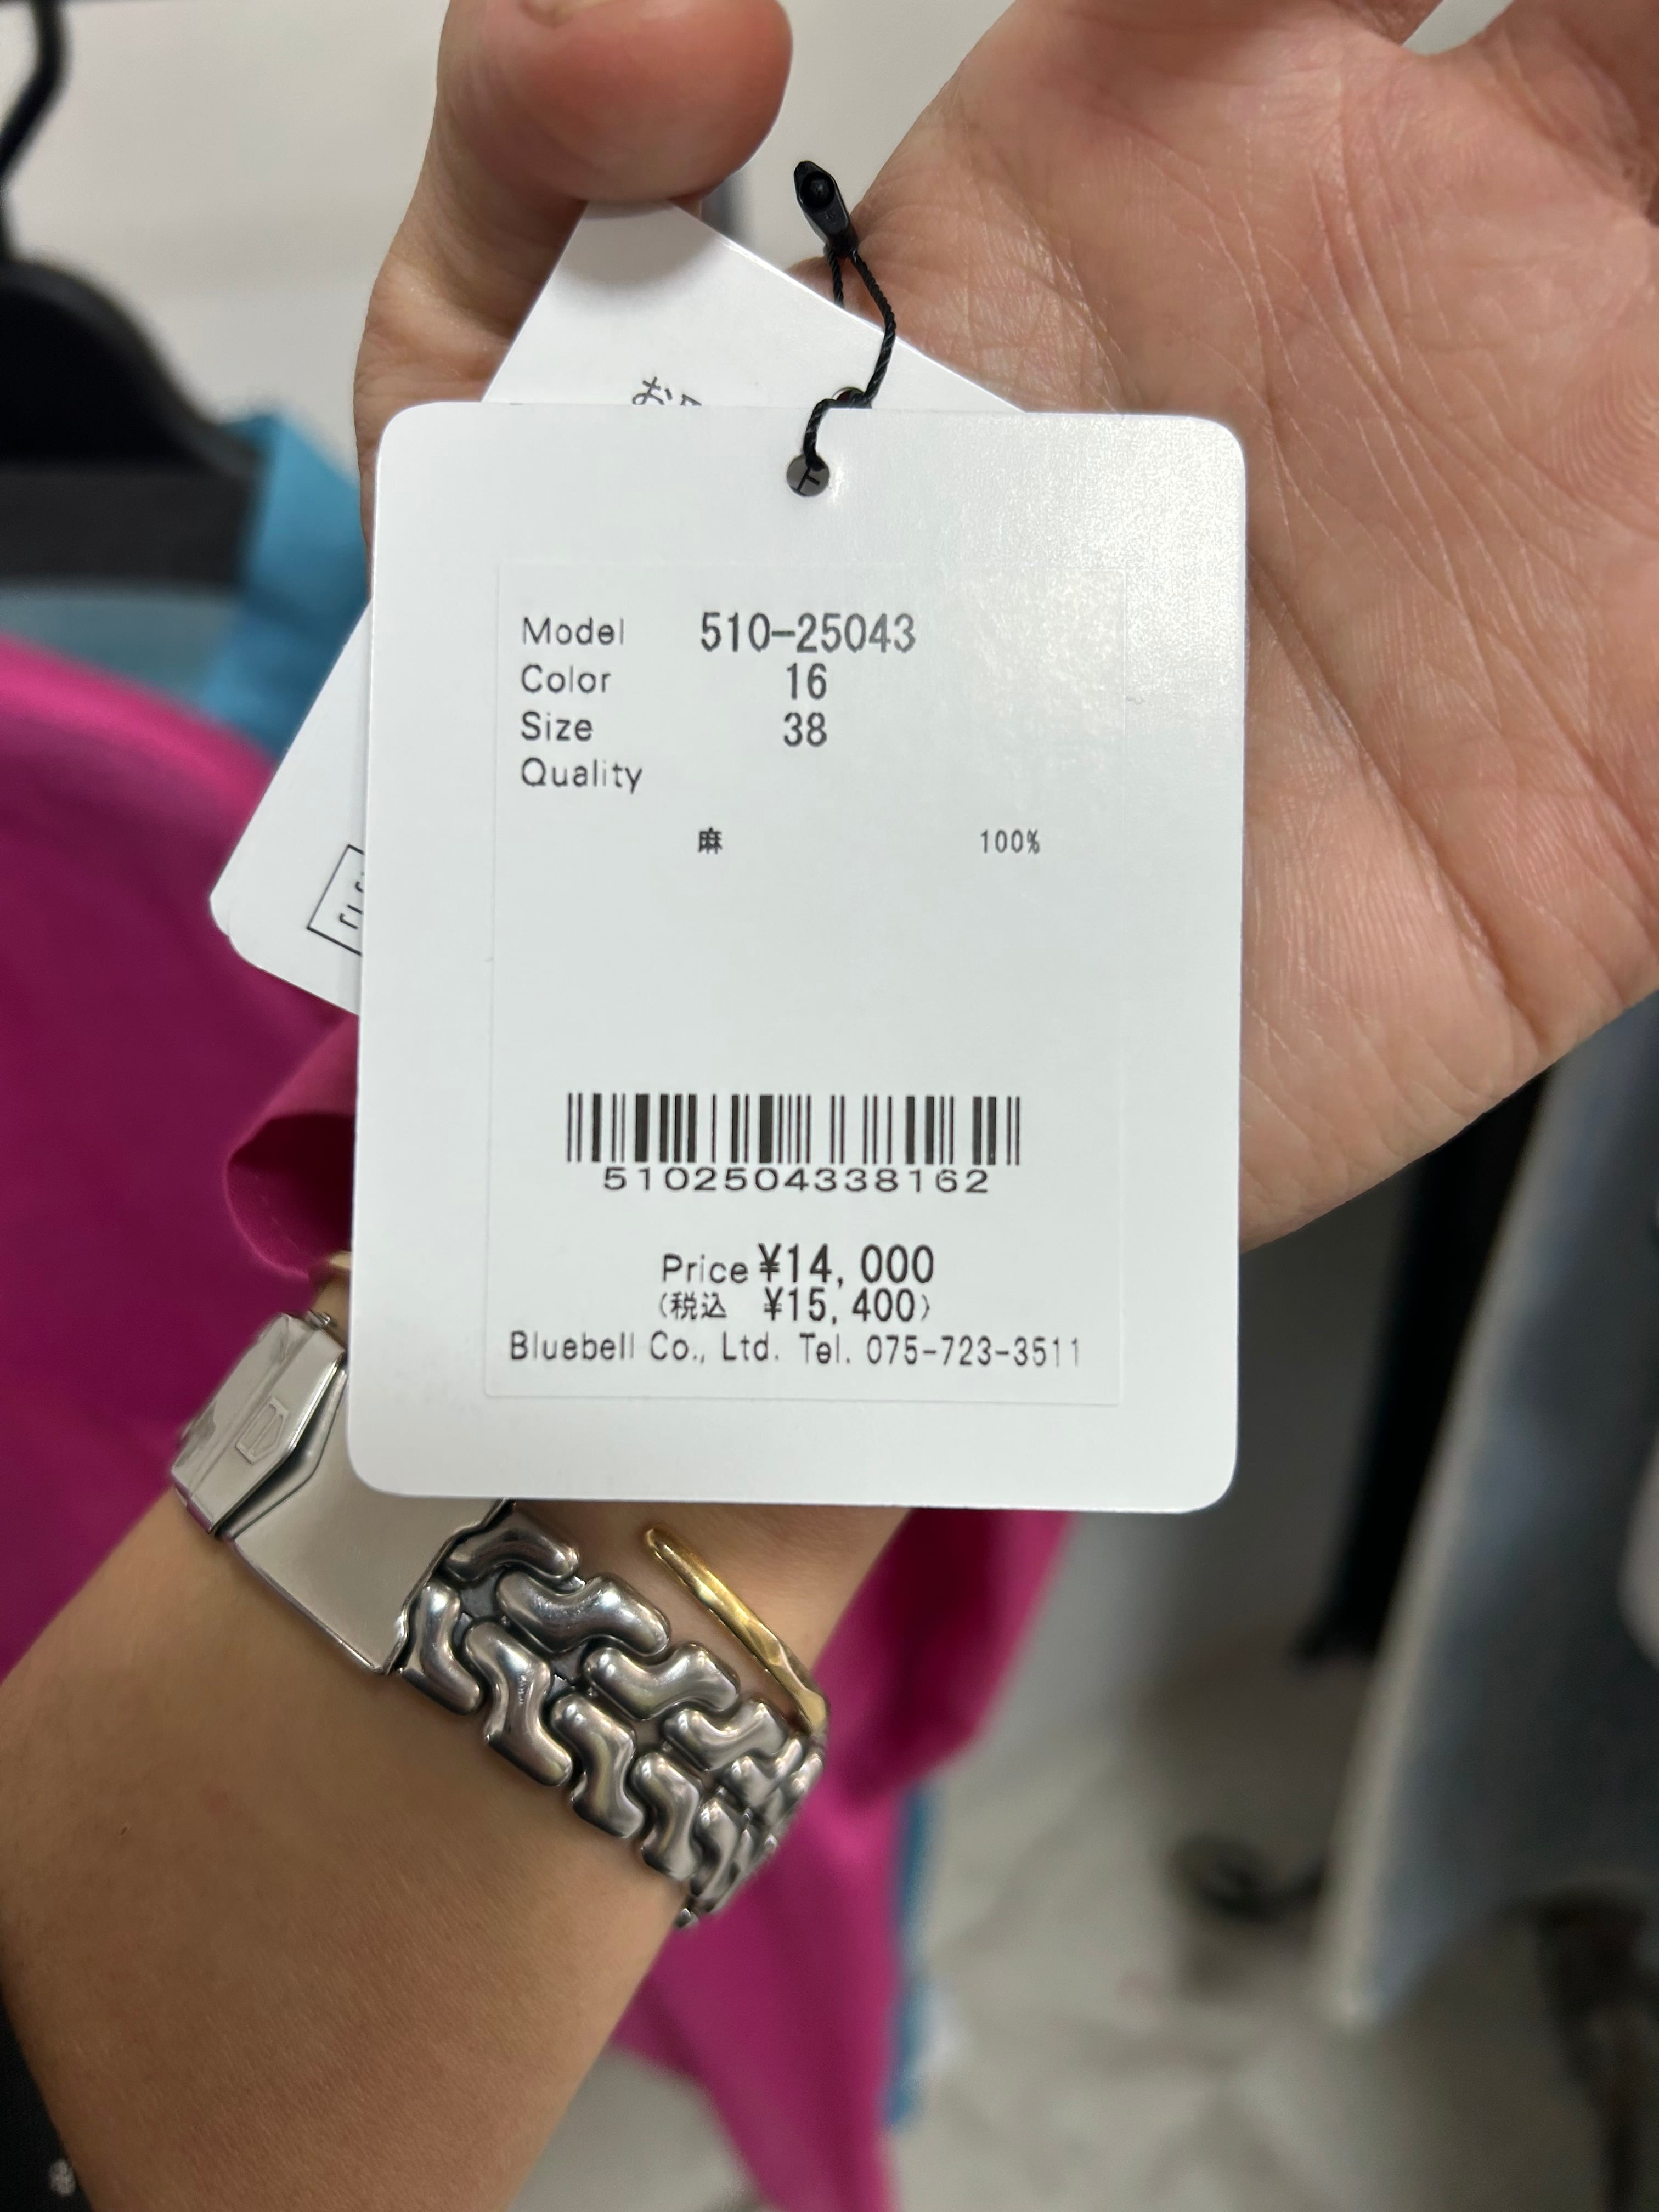 Model 510-25043
Color 16
Size 38
Quality
麻 100%
5102504338162
Price ¥14,000
(税込 ¥15,400)
Bluebell Co., Ltd. Tel. 075-723-3511